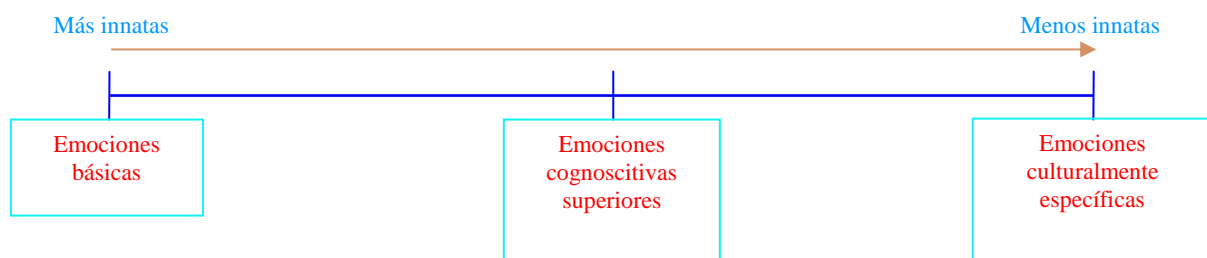 Más innatas
Menos innatas
Emociones
básicas
Emociones
cognoscitivas
superiores
Emociones
culturalmente
específicas